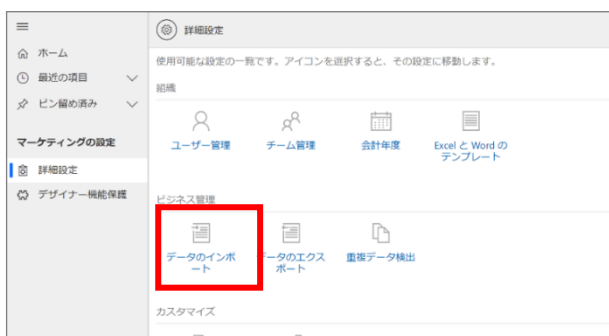 ホーム
最近の項目
ピン留め済み
マーケティングの設定
詳細設定
デザイナー機能保護
詳細設定
使用可能な設定の一覧です。アイコンを選択すると、その設定に移動します。
組織
ユーザー管理
チーム管理
会計年度
Excel と Word の
テンプレート
ビジネス管理
データのインポ
ート
データのエクス
ポート
重複データ検出
カスタマイズ